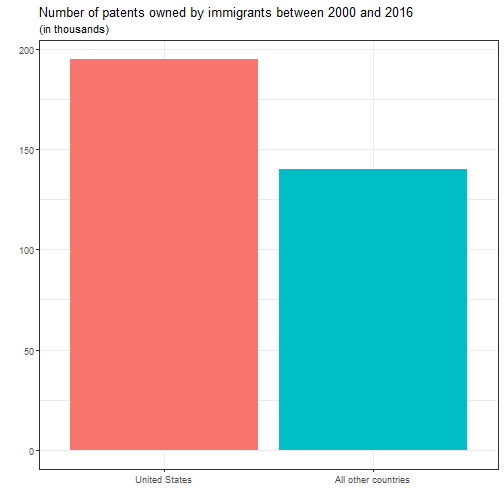 Number of patents owned by immigrants between 2000 and 2016
(in thousands)
200
150
100
50
0
United States
All other countries